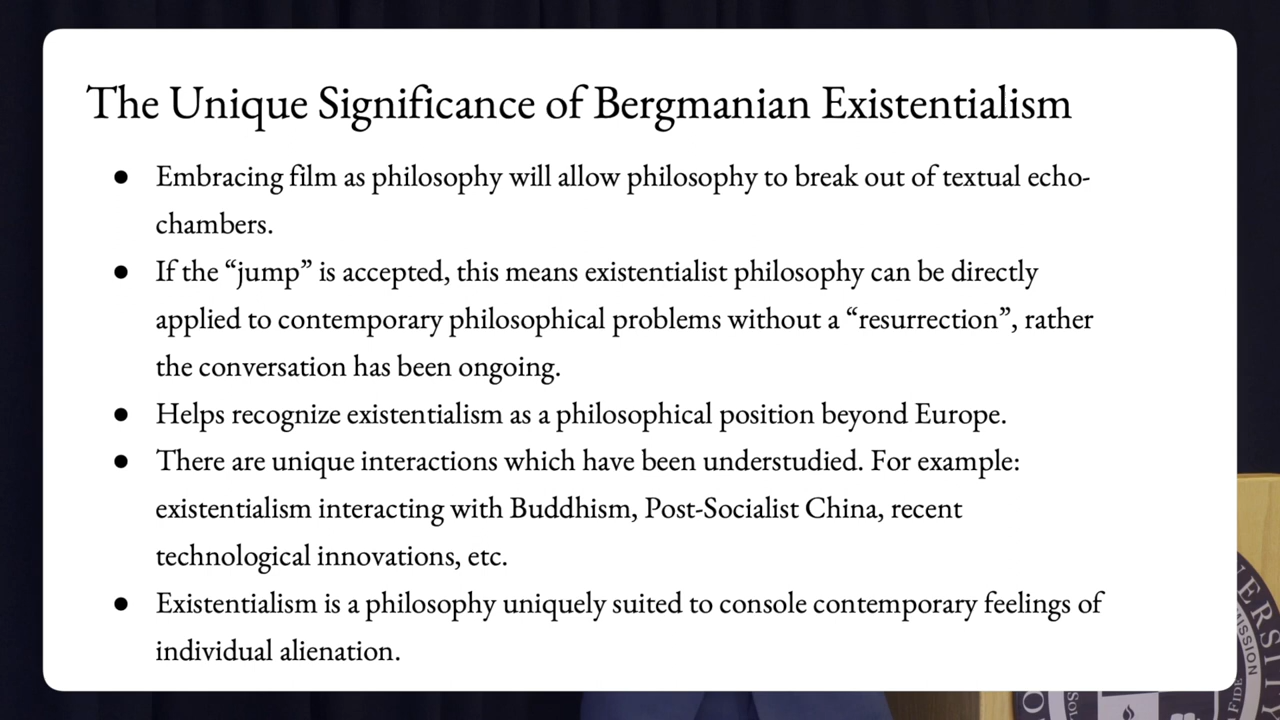 The Unique Significance of Bergmanian Existentialism
● Embracing film as philosophy will allow philosophy to break out of textual echo-
chambers.
● If the “jump” is accepted, this means existentialist philosophy can be directly
applied to contemporary philosophical problems without a “resurrection”, rather
the conversation has been ongoing.
● Helps recognize existentialism as a philosophical position beyond Europe.
● There are unique interactions which have been understudied. For example:
existentialism interacting with Buddhism, Post-Socialist China, recent
technological innovations, etc.
● Existentialism is a philosophy uniquely suited to console contemporary feelings of
individual alienation.
VERSITY
MISSION
FIDE